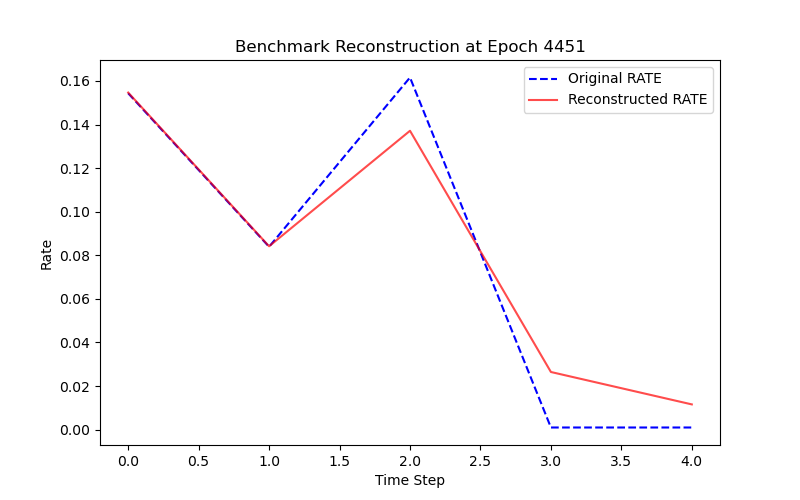 Benchmark Reconstruction at Epoch 4451
Original RATE
Reconstructed RATE
Rate
0.16
0.14
0.12
0.10
0.08
0.06
0.04
0.02
0.00
0.0 0.5 1.0 1.5 2.0 2.5 3.0 3.5 4.0
Time Step